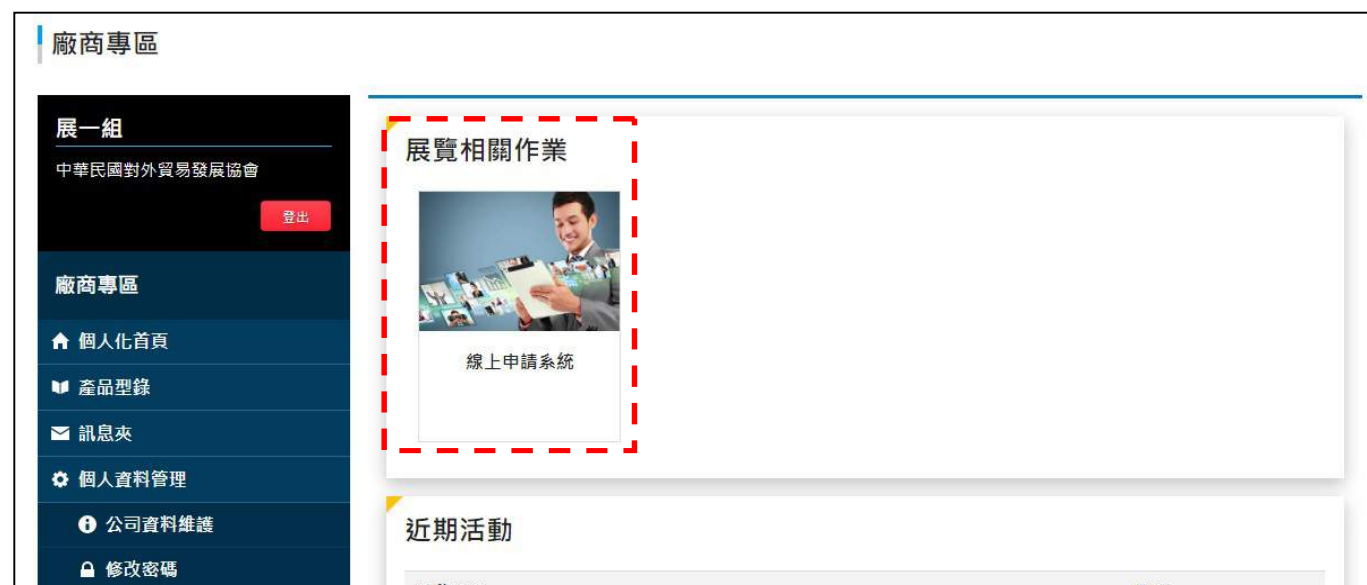 廠商專區
展一組
中華民國對外貿易發展協會
登出
廠商專區
個人化首頁
產品型錄
訊息夾
個人資料管理
公司資料維護
修改密碼
展覽相關作業
線上申請系統
近期活動